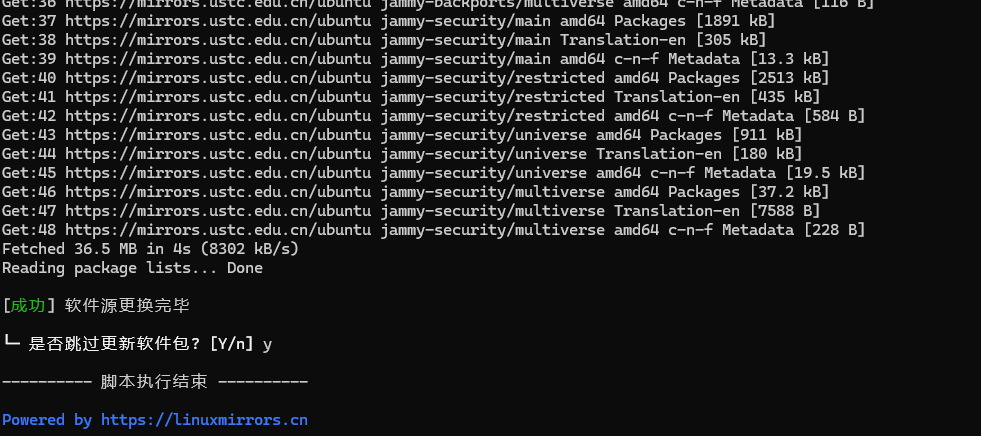 Get:36 https://mirrors.ustc.edu.cn/ubuntu jammy-backports/multiverse amd64 c-n-f Metadata [116 B]
Get:37 https://mirrors.ustc.edu.cn/ubuntu jammy-security/main amd64 Packages [1891 kB]
Get:38 https://mirrors.ustc.edu.cn/ubuntu jammy-security/main Translation-en [305 kB]
Get:39 https://mirrors.ustc.edu.cn/ubuntu jammy-security/main amd64 c-n-f Metadata [13.3 kB]
Get:40 https://mirrors.ustc.edu.cn/ubuntu jammy-security/restricted amd64 Packages [2513 kB]
Get:41 https://mirrors.ustc.edu.cn/ubuntu jammy-security/restricted Translation-en [435 kB]
Get:42 https://mirrors.ustc.edu.cn/ubuntu jammy-security/restricted amd64 c-n-f Metadata [584 B]
Get:43 https://mirrors.ustc.edu.cn/ubuntu jammy-security/universe amd64 Packages [911 kB]
Get:44 https://mirrors.ustc.edu.cn/ubuntu jammy-security/universe Translation-en [180 kB]
Get:45 https://mirrors.ustc.edu.cn/ubuntu jammy-security/universe amd64 c-n-f Metadata [19.5 kB]
Get:46 https://mirrors.ustc.edu.cn/ubuntu jammy-security/multiverse amd64 Packages [37.2 kB]
Get:47 https://mirrors.ustc.edu.cn/ubuntu jammy-security/multiverse Translation-en [7588 B]
Get:48 https://mirrors.ustc.edu.cn/ubuntu jammy-security/multiverse amd64 c-n-f Metadata [228 B]
Fetched 36.5 MB in 4s (8302 kB/s)
Reading package lists... Done
[成功] 软件源更换完毕
└─ 是否跳过更新软件包? [Y/n] y
---------- 脚本执行结束 ----------
Powered by https://linuxmirrors.cn